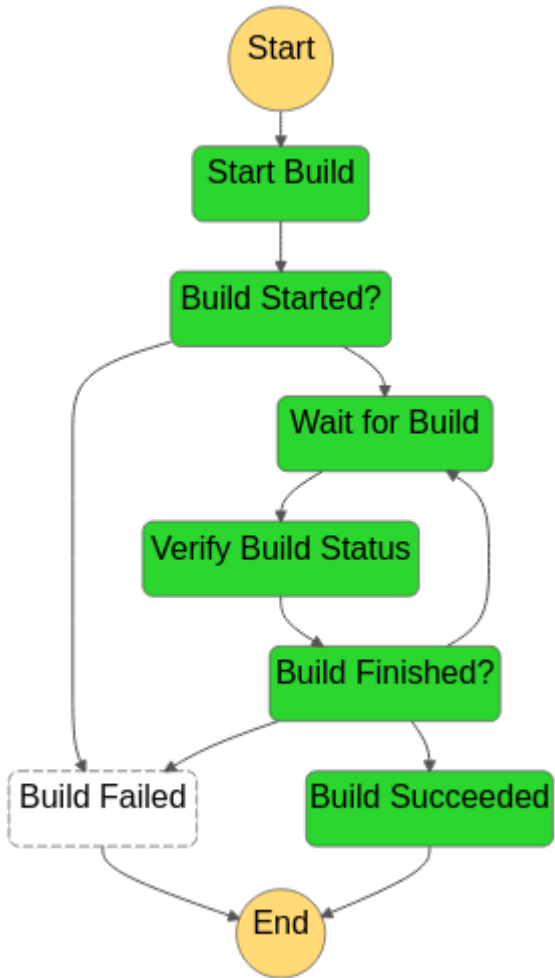 Start
Start Build
Build Started?
Wait for Build
Verify Build Status
Build Finished?
Build Failed
Build Succeeded
End